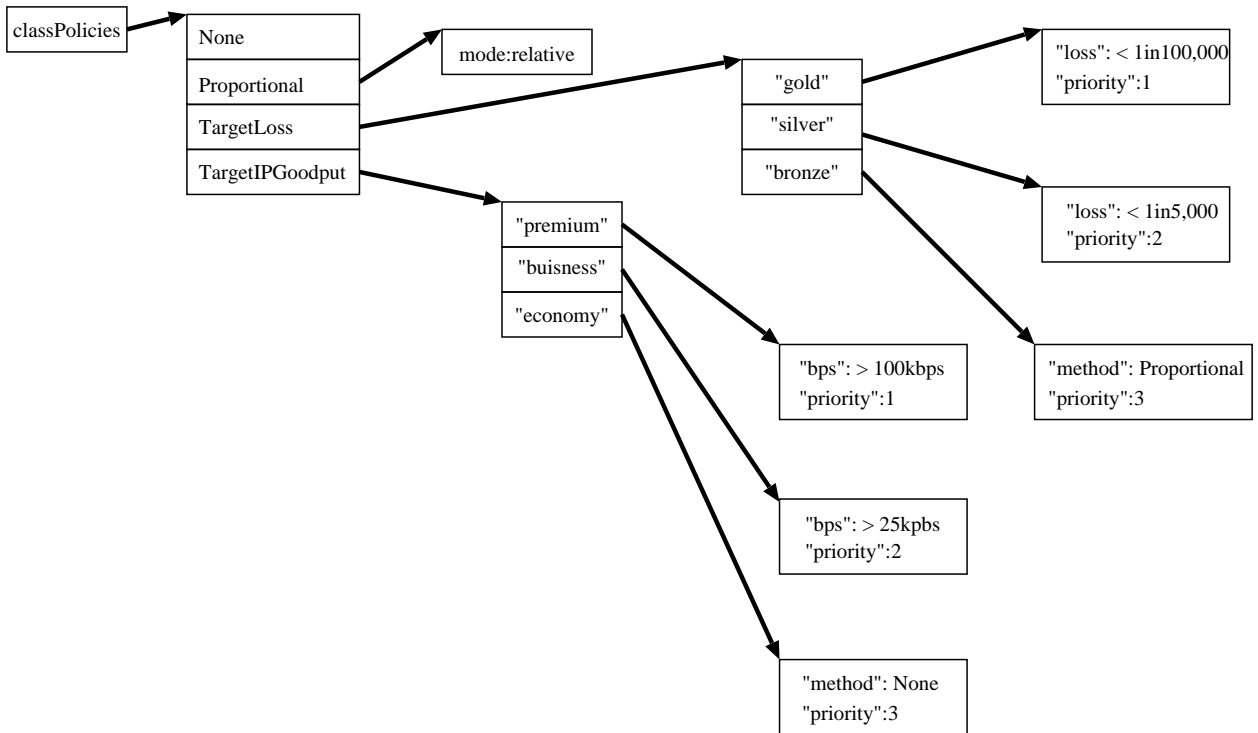 classPolicies
None
Proportional
TargetLoss
TargetIPGoodput
mode:relative
"gold"
"silver"
"bronze"
"loss": < 1in100,000
"priority":1
"loss": < 1in5,000
"priority":2
"method": Proportional
"priority":3
"premium"
"buisness"
"economy"
"bps": > 100kbps
"priority":1
"bps": > 25kpbs
"priority":2
"method": None
"priority":3